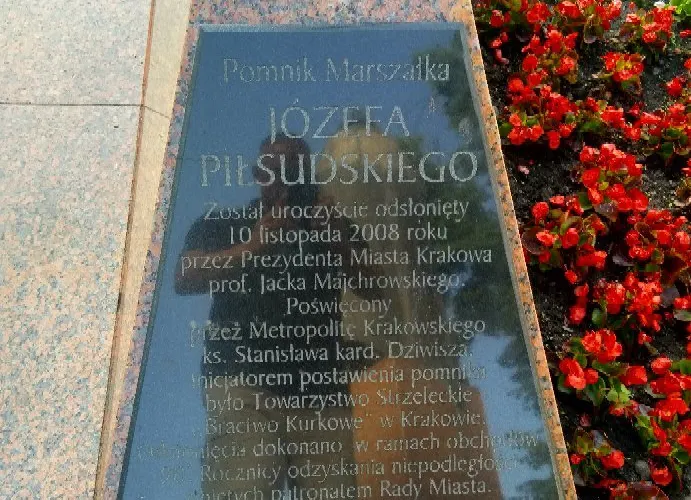 Pomnik Marszałka
JÓZEFA
PIŁSUDSKIEGO
Został uroczyście odsłonięty
10 listopada 2008 roku
przez Prezydenta Miasta Krakowa
prof. Jacka Majchrowskiego.
Poświęcony
przez Metropolitę Krakowskiego
ks. Stanisława kard. Dziwisza.
Inicjatorem postawienia pomnika
było Towarzystwo Strzeleckie
„Bractwo Kurkowe" w Krakowie.
dokonano w ramach obchodów
Rocznicy odzyskania niepodległości
patronatem Rady Miasta.